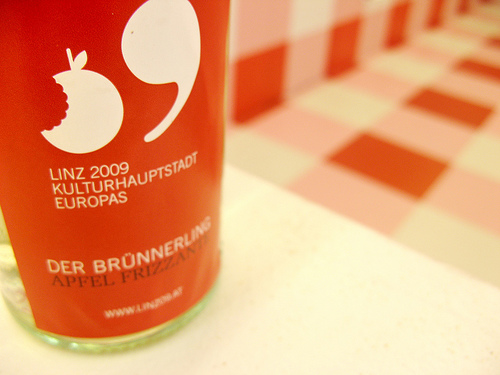 LINZ 2009
KULTURHAUPTSTADT
EUROPAS
DER BRÜNNERLING
APFEL FRIZZANTE
WWW.LINZ09.AT